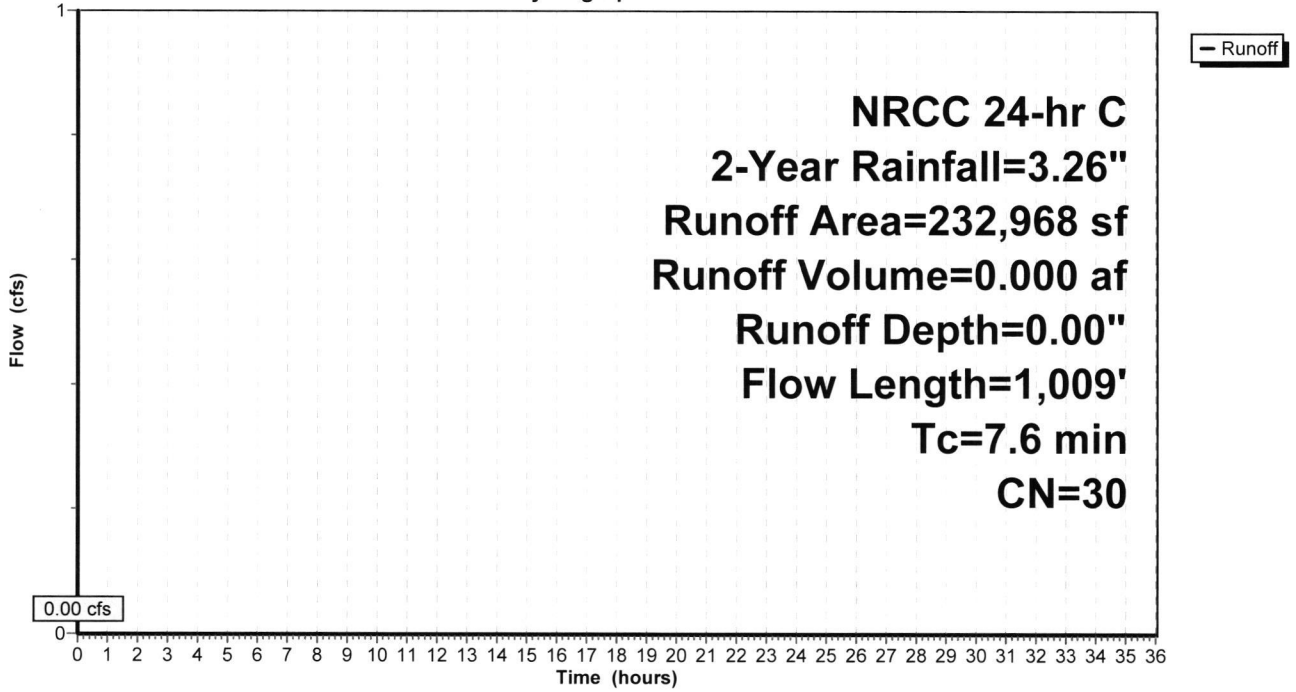 1
Runoff
NRCC 24-hr C
2-Year Rainfall=3.26"
Runoff Area=232,968 sf
Runoff Volume=0.000 af
Runoff Depth=0.00"
Flow Length=1,009'
Tc=7.6 min
CN=30
Flow (cfs)
0.00 cfs
0
0 1 2 3 4 5 6 7 8 9 10 11 12 13 14 15 16 17 18 19 20 21 22 23 24 25 26 27 28 29 30 31 32 33 34 35 36
Time (hours)